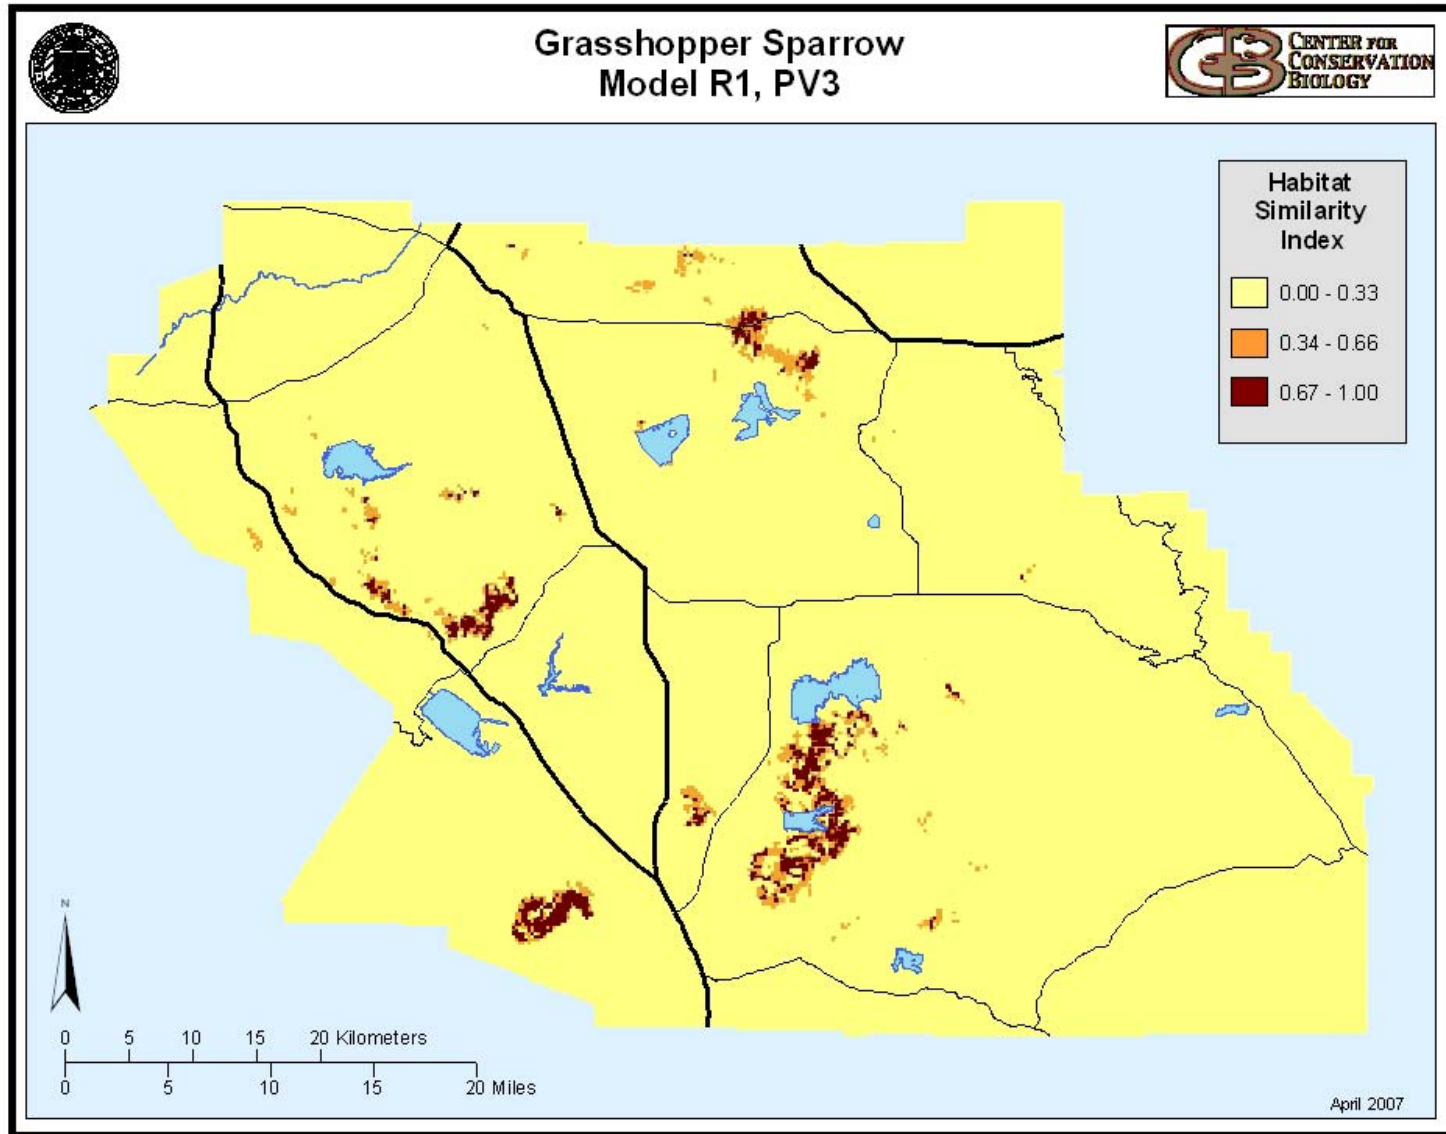 Grasshopper Sparrow
Model R1, PV3
CENTER FOR
CONSERVATION
BIOLOGY
Habitat
Similarity
Index
0.00 - 0.33
0.34 - 0.66
0.67 - 1.00
N
0 5 10 15 20 Kilometers
0 5 10 15 20 Miles
April 2007